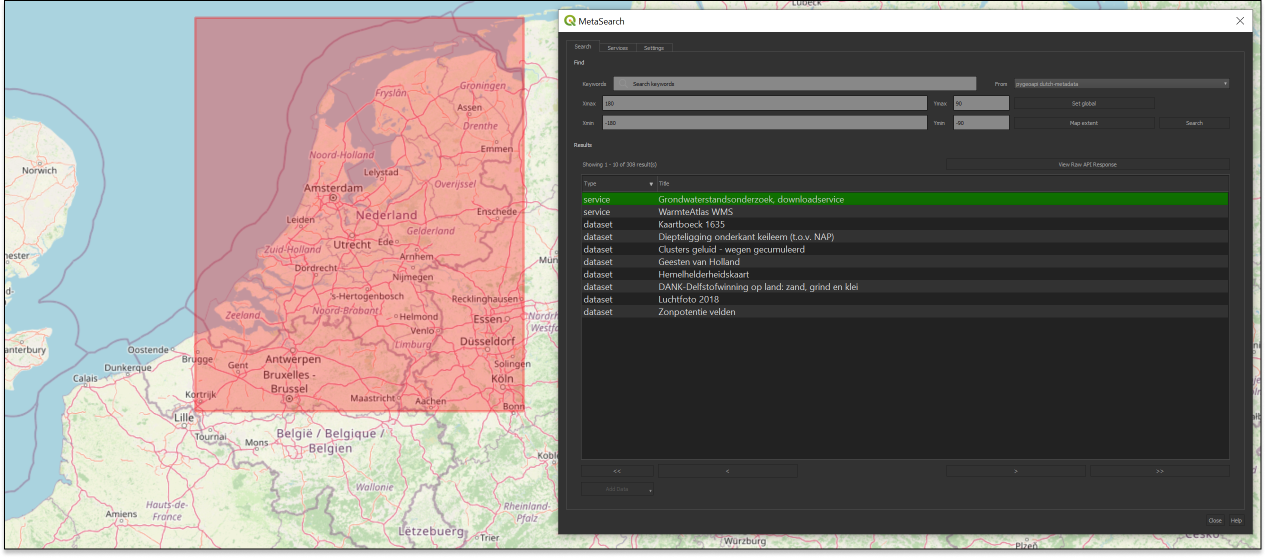 Lübeck
Norwich
Fryslân
Groningen
Assen
Drenthe
Emmen
Noord-Holland
Lelystad
Overijssel
Amsterdam
Nederland
Enschede
Leiden
Gelderland
Utrecht
Ede
Zuid-Holland
Arnhem
Dordrecht
Nijmegen
's-Hertogenbosch
Recklinghausen
Noord-Brabant
Zeeland
Helmond
Essen
Venlo
Limburg
Düsseldorf
Oostende
Brugge
Antwerpen
Solingen
Dunkerque
Gent
Calais
Bruxelles -
Brussel
Köln
Kortrijk
Maastricht
Aachen
Bonn
Lille
Tournai
Mons
België / Belgique /
Belgien
Wallonie
Hauts-de-
France
Amiens
Rheinland-
Pfalz
Lëtzebuerg
Trier
Würzburg
Plzeň
Česko
MetaSearch
Search
Services
Settings
Find
Keywords
Search keywords
From
pygeoapi dutch-metadata
Xmax
180
Ymax
90
Set global
Xmin
-180
Ymin
-90
Map extent
Search
Results
Showing 1 - 10 of 308 result(s)
View Raw API Response
Type
Title
service Grondwaterstandsonderzoek, downloadservice
service WarmteAtlas WMS
dataset Kaartboeck 1635
dataset Diepteligging onderkant keileem (t.o.v. NAP)
dataset Clusters geluid - wegen gecumuleerd
dataset Geesten van Holland
dataset Hemelhelderheidskaart
dataset DANK-Delfstofwinning op land: zand, grind en klei
dataset Luchtfoto 2018
dataset Zonpotentie velden
<<
<
>
>>
Add Data
Close
Help